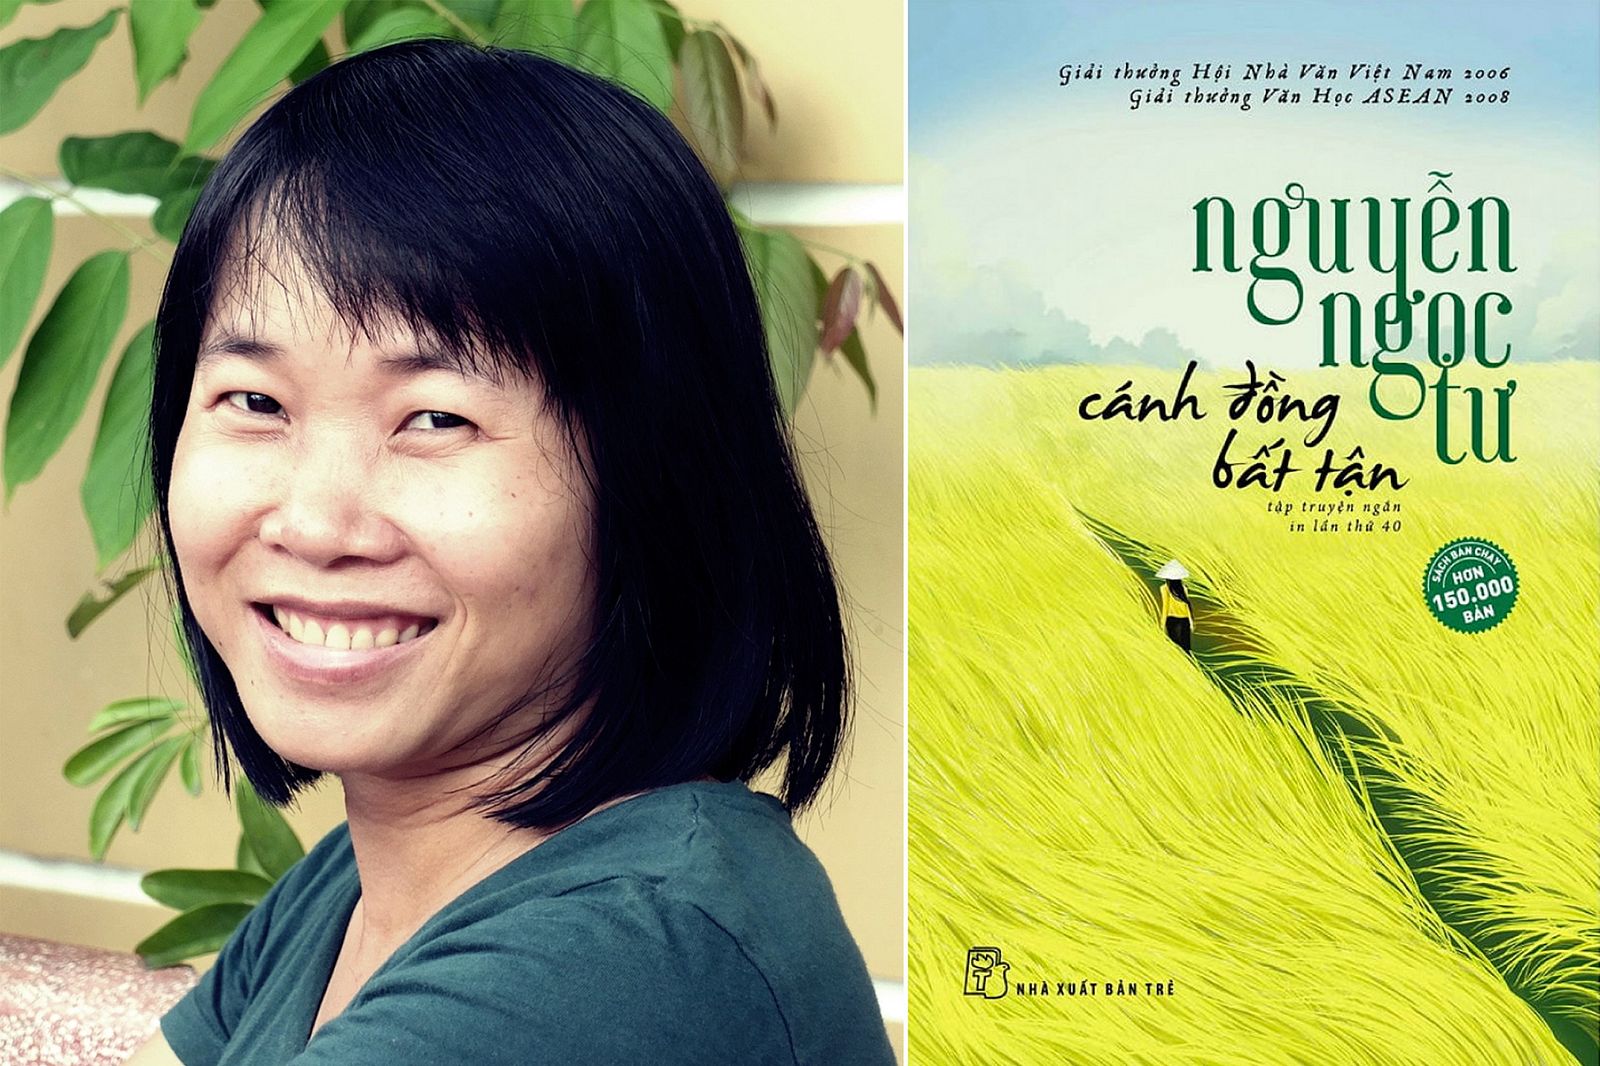 Giải thưởng Hội Nhà Văn Việt Nam 2006
Giải thưởng Văn Học ASEAN 2008
nguyễn
ngọc
tư
cánh đồng
bất tận
tập truyện ngắn
in lần thứ 40
SÁCH BÁN CHẠY
HƠN
150.000
BẢN
NHÀ XUẤT BẢN TRẺ